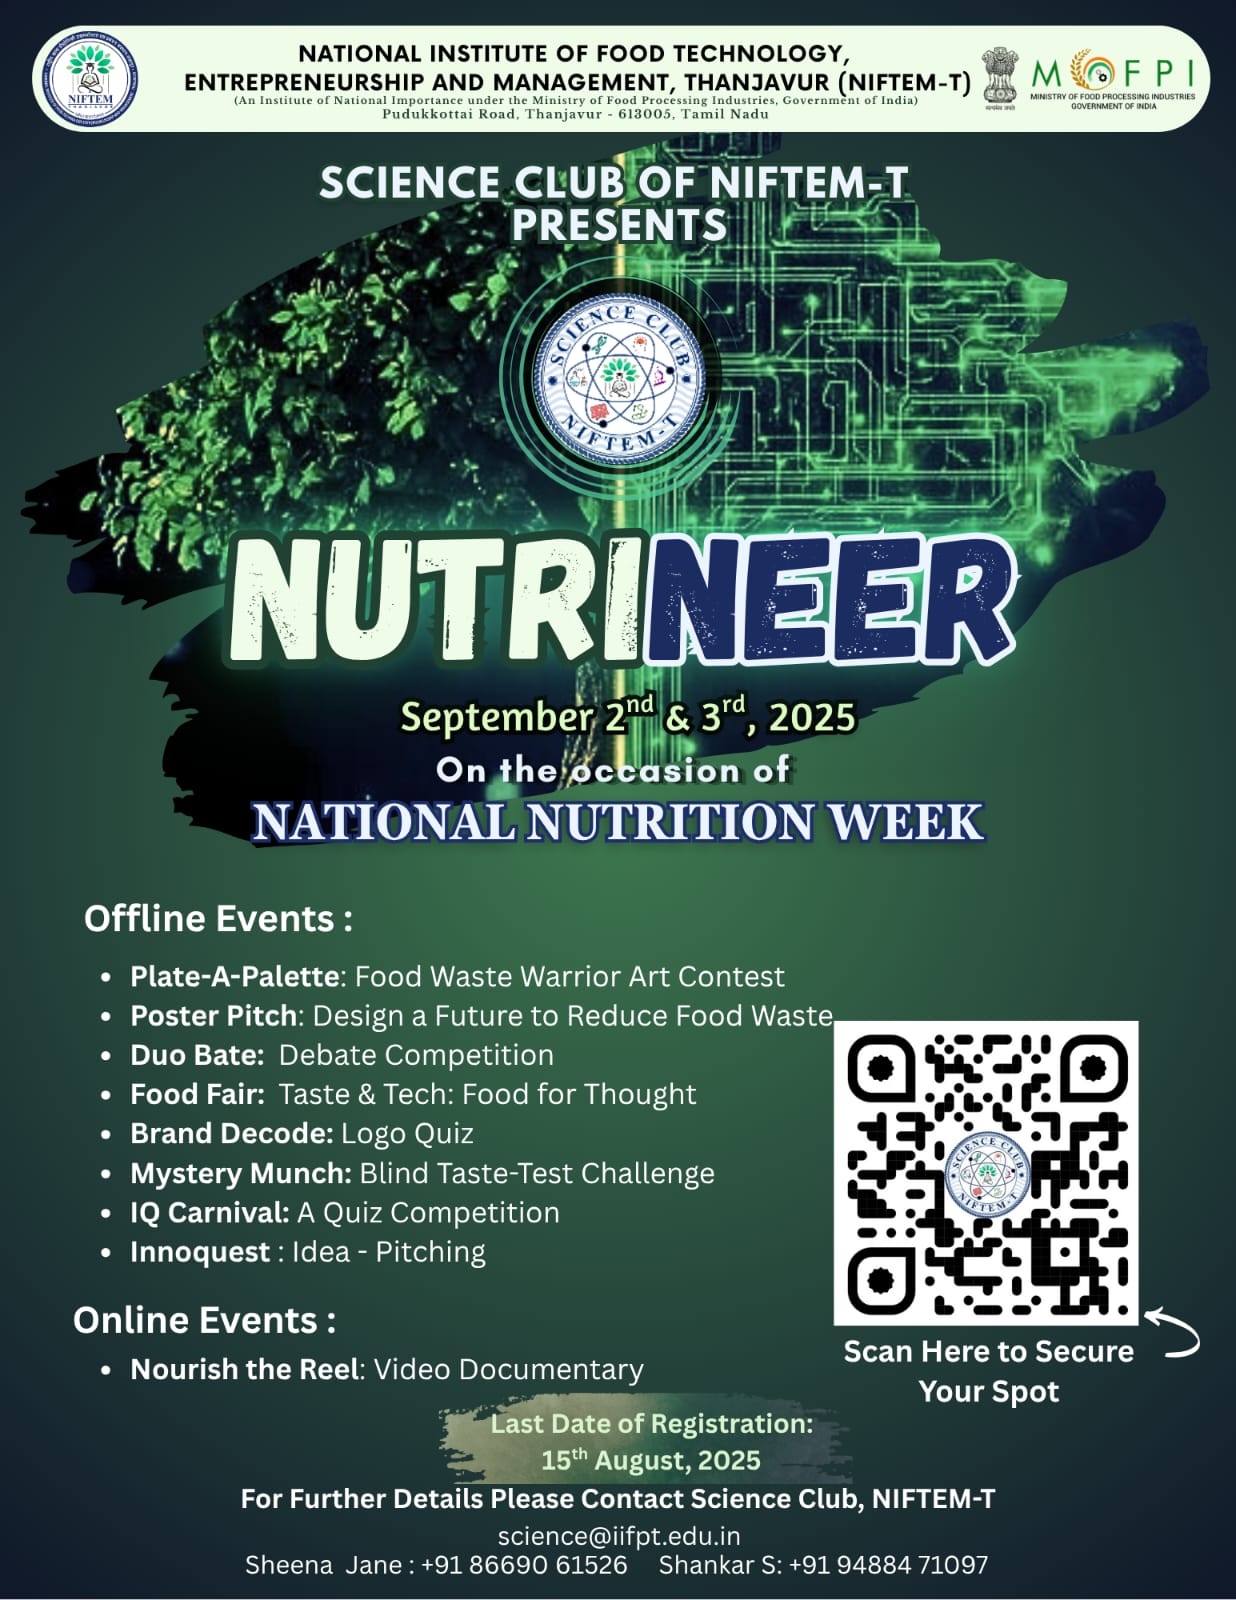 NATIONAL INSTITUTE OF FOOD TECHNOLOGY,
ENTREPRENEURSHIP AND MANAGEMENT, THANJAVUR (NIFTEM-T)
(An Institute of National Importance under the Ministry of Food Processing Industries, Government of India)
Pudukkottai Road, Thanjavur - 613005, Tamil Nadu
NIFTEM
MOFPI
MINISTRY OF FOOD PROCESSING INDUSTRIES
GOVERNMENT OF INDIA
SCIENCE CLUB OF NIFTEM-T
PRESENTS
SCIENCE CLUB
NIFTEM-T
NUTRINEER
September 2nd & 3rd, 2025
On the occasion of
NATIONAL NUTRITION WEEK
Offline Events :
• Plate-A-Palette: Food Waste Warrior Art Contest
• Poster Pitch: Design a Future to Reduce Food Waste
• Duo Bate: Debate Competition
• Food Fair: Taste & Tech: Food for Thought
• Brand Decode: Logo Quiz
• Mystery Munch: Blind Taste-Test Challenge
• IQ Carnival: A Quiz Competition
• Innoquest : Idea - Pitching
SCIENCE CLUB
NIFTEM-T
Online Events :
• Nourish the Reel: Video Documentary
Scan Here to Secure
Your Spot
Last Date of Registration:
15th August, 2025
For Further Details Please Contact Science Club, NIFTEM-T
science@iifpt.edu.in
Sheena Jane : +91 86690 61526 Shankar S: +91 94884 71097